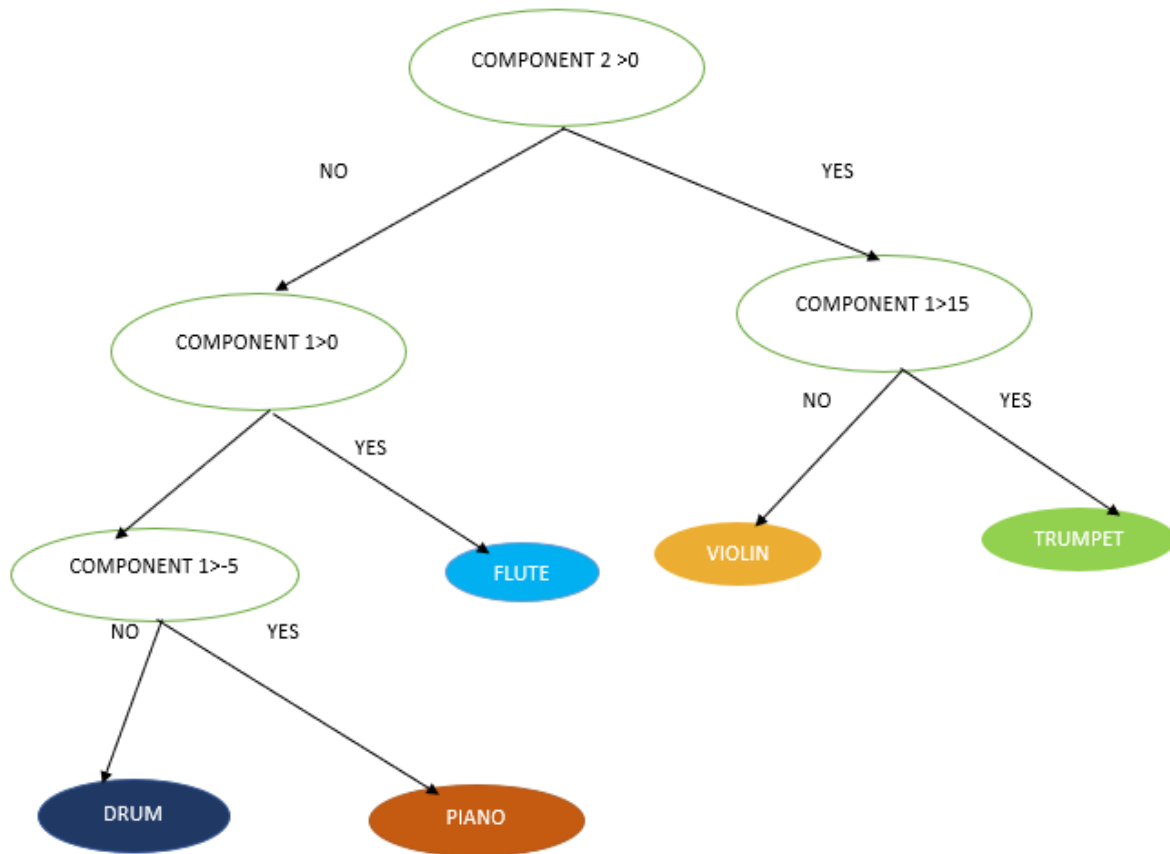 COMPONENT 2 >0
NO
YES
COMPONENT 1>15
COMPONENT 1>0
NO
YES
YES
COMPONENT 1>-5
FLUTE
VIOLIN
TRUMPET
NO
YES
DRUM
PIANO